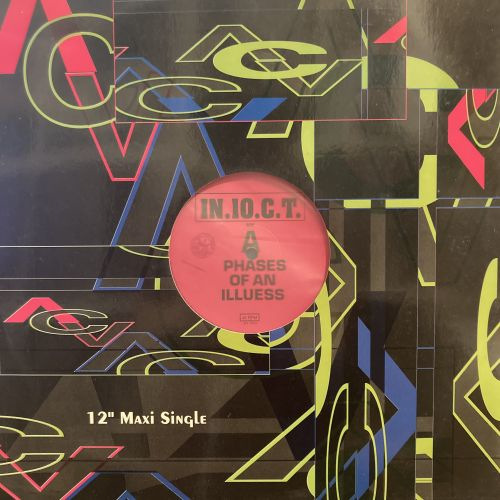 IN.IO.C.T.
A
PHASES
OF AN
ILLUESS
12" Maxi Single